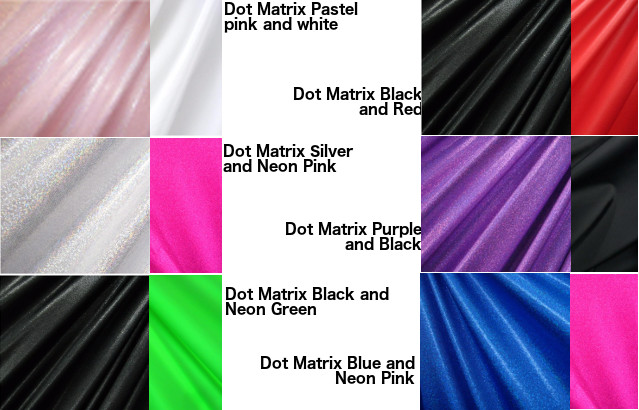 Dot Matrix Pastel
pink and white
Dot Matrix Black
and Red
Dot Matrix Silver
and Neon Pink
Dot Matrix Purple
and Black
Dot Matrix Black and
Neon Green
Dot Matrix Blue and
Neon Pink